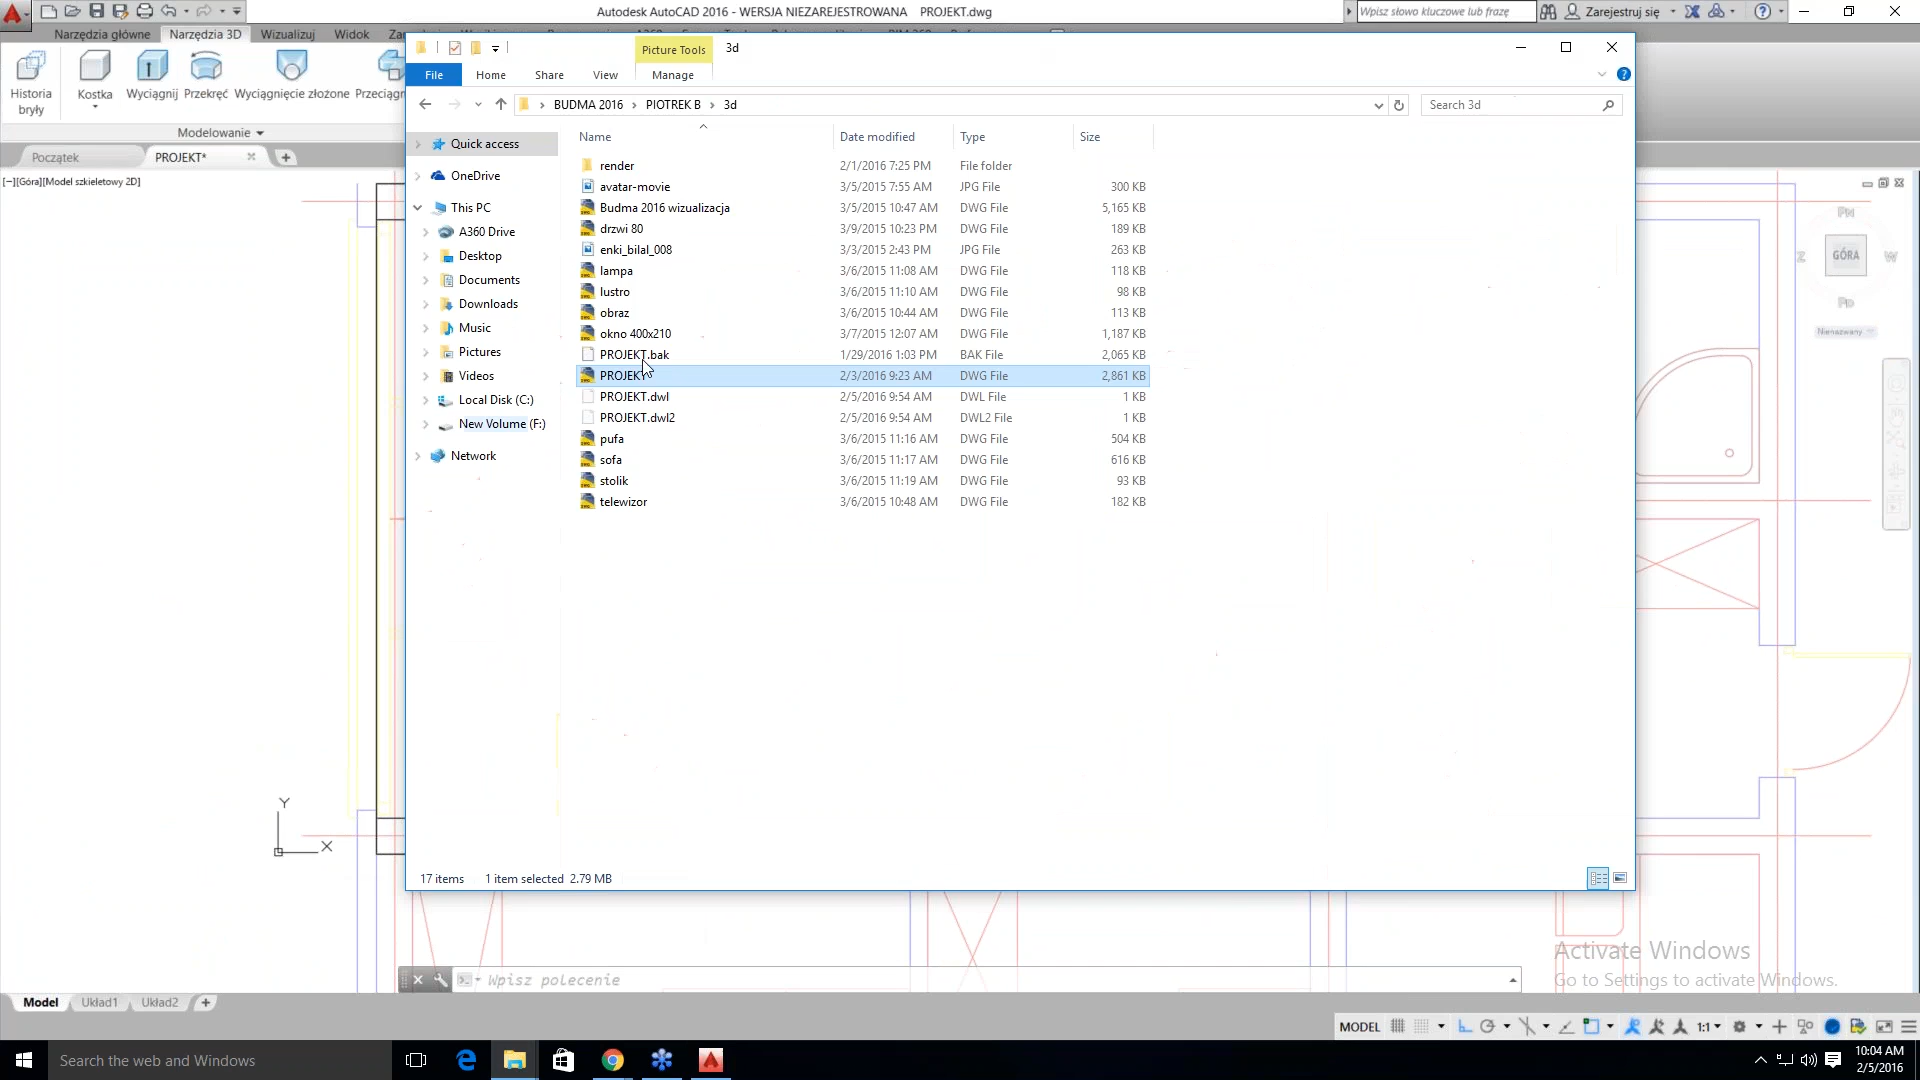 Autodesk AutoCAD 2016 - WERSJA NIEZAREJESTROWANA PROJEKT.dwg
Wpisz słowo kluczowe lub frazę
Zarejestruj się
Narzędzia główne Narzędzia 3D Wizualizuj Widok
Historia bryły
Kostka
Wyciągnij
Przekręć
Wyciągnięcie złożone
Przeciąg
Modelowanie
Początek
PROJEKT*
[−][Góra][Model szkieletowy 2D]
Picture Tools
3d
File Home Share View Manage
BUDMA 2016 > PIOTREK B > 3d
Search 3d
Quick access
OneDrive
This PC
A360 Drive
Desktop
Documents
Downloads
Music
Pictures
Videos
Local Disk (C:)
New Volume (F:)
Network
Name Date modified Type Size
render 2/1/2016 7:25 PM File folder
avatar-movie 3/5/2015 7:55 AM JPG File 300 KB
Budma 2016 wizualizacja 3/5/2015 10:47 AM DWG File 5,165 KB
drzwi 80 3/9/2015 10:23 PM DWG File 189 KB
enki_bilal_008 3/3/2015 2:43 PM JPG File 263 KB
lampa 3/6/2015 11:08 AM DWG File 118 KB
lustro 3/6/2015 11:10 AM DWG File 98 KB
obraz 3/6/2015 10:44 AM DWG File 113 KB
okno 400x210 3/7/2015 12:07 AM DWG File 1,187 KB
PROJEKT.bak 1/29/2016 1:03 PM BAK File 2,065 KB
PROJEKT 2/3/2016 9:23 AM DWG File 2,861 KB
PROJEKT.dwl 2/5/2016 9:54 AM DWL File 1 KB
PROJEKT.dwl2 2/5/2016 9:54 AM DWL2 File 1 KB
pufa 3/6/2015 11:16 AM DWG File 504 KB
sofa 3/6/2015 11:17 AM DWG File 616 KB
stolik 3/6/2015 11:19 AM DWG File 93 KB
telewizor 3/6/2015 10:48 AM DWG File 182 KB
17 items 1 item selected 2.79 MB
PN
Z GÓRA W
PD
Nienazwany
Y
X
Wpisz polecenie
Activate Windows
Go to Settings to activate Windows.
Model Układ1 Układ2
MODEL
1:1
Search the web and Windows
10:04 AM
2/5/2016